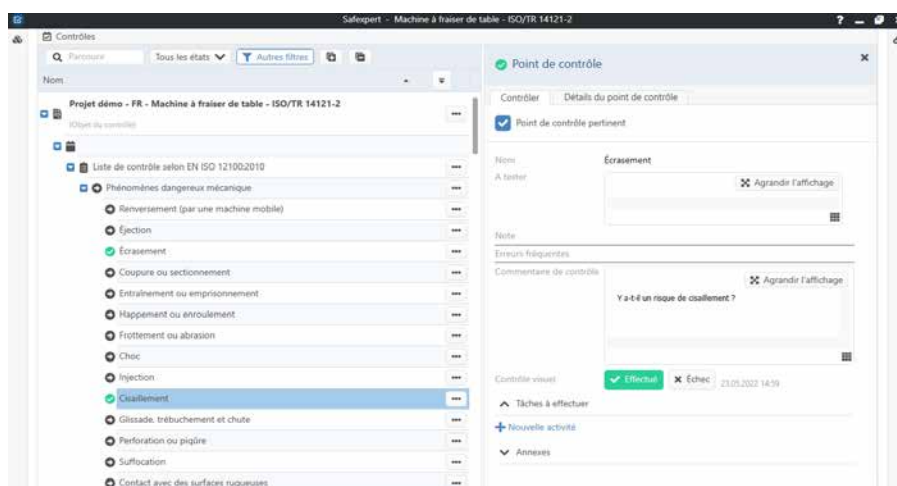 Safexpert - Machine à fraiser de table - ISO/TR 14121-2
Contrôles
Parcourir
Tous les états
Autres filtres
Nom
Projet démo - FR - Machine à fraiser de table - ISO/TR 14121-2
(Objet du contrôle)
Liste de contrôle selon EN ISO 12100:2010
Phénomènes dangereux mécanique
Renversement (par une machine mobile)
Éjection
Écrasement
Coupure ou sectionnement
Entraînement ou emprisonnement
Happement ou enroulement
Frottement ou abrasion
Choc
Injection
Cisaillement
Glissade, trébuchement et chute
Perforation ou piqûre
Suffocation
Contact avec des surfaces rugueuses
Point de contrôle
Contrôler
Détails du point de contrôle
Point de contrôle pertinent
Nom
Écrasement
A tester
Agrandir l'affichage
Note
Erreurs fréquentes
Commentaire de contrôle
Agrandir l'affichage
Y a-t-il un risque de cisaillement ?
Contrôle visuel
Effectué
Échec
23.05.2022 14:59
Tâches à effectuer
Nouvelle activité
Annexes